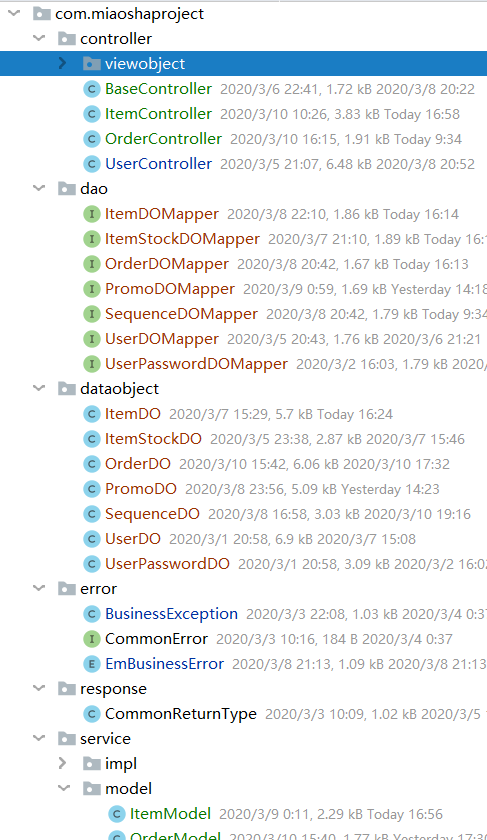 com.miaoshaproject
controller
viewobject
BaseController 2020/3/6 22:41, 1.72 kB 2020/3/8 20:22
ItemController 2020/3/10 10:26, 3.83 kB Today 16:58
OrderController 2020/3/10 16:15, 1.91 kB Today 9:34
UserController 2020/3/5 21:07, 6.48 kB 2020/3/8 20:52
dao
ItemDOMapper 2020/3/8 22:10, 1.86 kB Today 16:14
ItemStockDOMapper 2020/3/7 21:10, 1.89 kB Today 16:
OrderDOMapper 2020/3/8 20:42, 1.67 kB Today 16:13
PromoDOMapper 2020/3/9 0:59, 1.69 kB Yesterday 14:18
SequenceDOMapper 2020/3/8 20:42, 1.79 kB Today 9:34
UserDOMapper 2020/3/5 20:43, 1.76 kB 2020/3/6 21:21
UserPasswordDOMapper 2020/3/2 16:03, 1.79 kB 2020/
dataobject
ItemDO 2020/3/7 15:29, 5.7 kB Today 16:24
ItemStockDO 2020/3/5 23:38, 2.87 kB 2020/3/7 15:46
OrderDO 2020/3/10 15:42, 6.06 kB 2020/3/10 17:32
PromoDO 2020/3/8 23:56, 5.09 kB Yesterday 14:23
SequenceDO 2020/3/8 16:58, 3.03 kB 2020/3/10 19:16
UserDO 2020/3/1 20:58, 6.9 kB 2020/3/7 15:08
UserPasswordDO 2020/3/1 20:58, 3.09 kB 2020/3/2 16:02
error
BusinessException 2020/3/3 22:08, 1.03 kB 2020/3/4 0:37
CommonError 2020/3/3 10:16, 184 B 2020/3/4 0:37
EmBusinessError 2020/3/8 21:13, 1.09 kB 2020/3/8 21:13
response
CommonReturnType 2020/3/3 10:09, 1.02 kB 2020/3/5
service
impl
model
ItemModel 2020/3/9 0:11, 2.29 kB Today 16:56
OrderModel 2020/3/10 15:40, 1.77 kB Yesterday 17:30